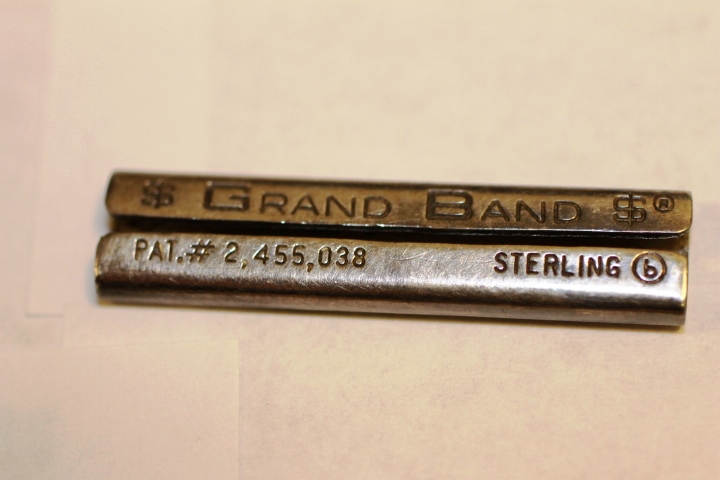 $ GRAND BAND $®
PAT.# 2,455,038 STERLING ⓑ